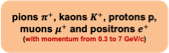 pions π⁺, kaons K⁺, protons p,
muons μ⁺ and positrons e⁺
(with momentum from 0.3 to 7 GeV/c)